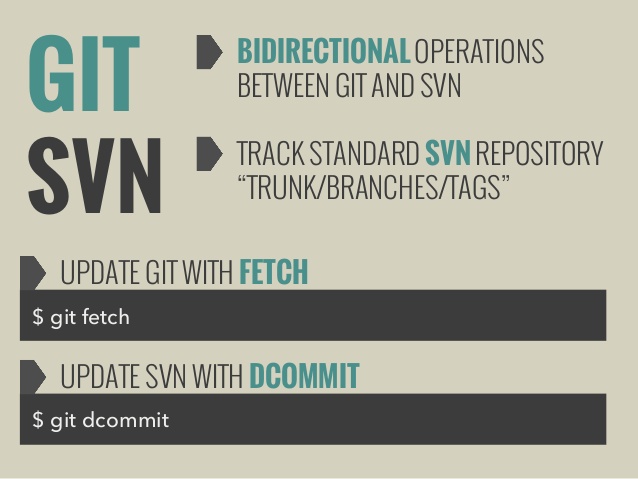 GIT
SVN
BIDIRECTIONAL OPERATIONS
BETWEEN GIT AND SVN
TRACK STANDARD SVN REPOSITORY
“TRUNK/BRANCHES/TAGS”
UPDATE GIT WITH FETCH
$ git fetch
UPDATE SVN WITH DCOMMIT
$ git dcommit